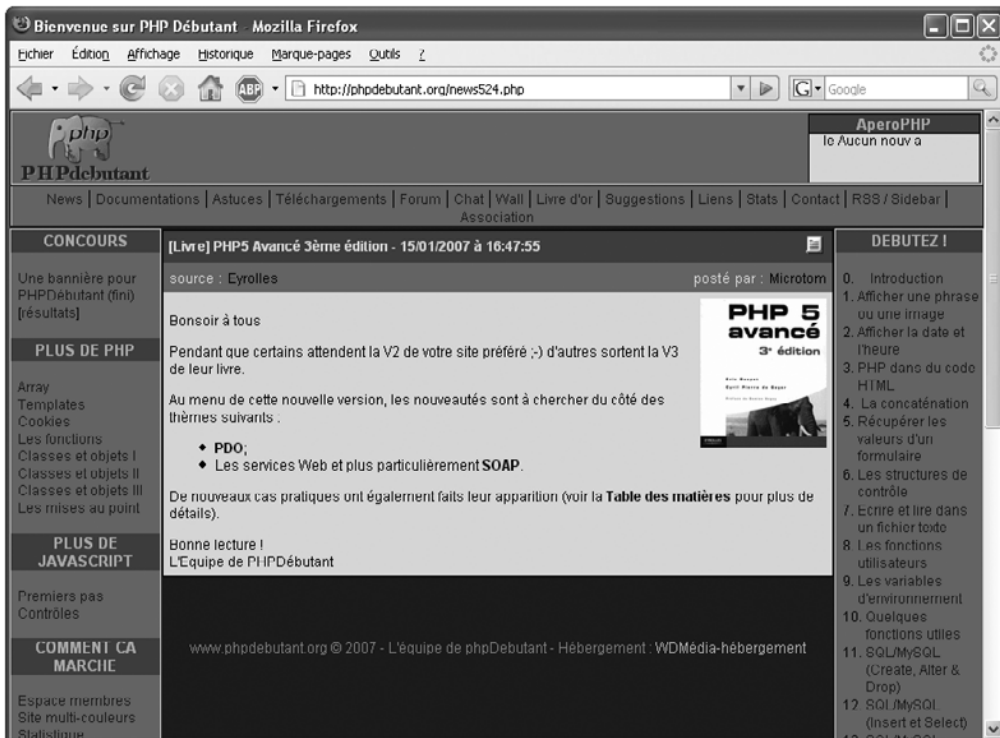 Bienvenue sur PHP Débutant - Mozilla Firefox
Fichier Édition Affichage Historique Marque-pages Outils ?
ABP http://phpdebutant.org/news524.php G Google
php
PHPdebutant
AperoPHP
le Aucun nouv a
News | Documentations | Astuces | Téléchargements | Forum | Chat | Wall | Livre d'or | Suggestions | Liens | Stats | Contact | RSS / Sidebar |
Association
CONCOURS
Une bannière pour
PHPDébutant (fini)
[résultats]
PLUS DE PHP
Array
Templates
Cookies
Les fonctions
Classes et objets I
Classes et objets II
Classes et objets III
Les mises au point
PLUS DE
JAVASCRIPT
Premiers pas
Contrôles
COMMENT CA
MARCHE
Espace membres
Site multi-couleurs
Statistique
[Livre] PHP5 Avancé 3ème édition - 15/01/2007 à 16:47:55
source : Eyrolles posté par : Microtom
Bonsoir à tous
Pendant que certains attendent la V2 de votre site préféré ;-) d'autres sortent la V3
de leur livre.
Au menu de cette nouvelle version, les nouveautés sont à chercher du côté des
thèmes suivants :
PDO;
Les services Web et plus particulièrement SOAP.
De nouveaux cas pratiques ont également faits leur apparition (voir la Table des matières pour plus de
détails).
Bonne lecture !
L'Equipe de PHPDébutant
PHP 5
avancé
3e édition
www.phpdebutant.org © 2007 - L'équipe de phpDebutant - Hébergement : WDMédia-hébergement
DEBUTEZ !
0. Introduction
1. Afficher une phrase
ou une image
2. Afficher la date et
l'heure
3. PHP dans du code
HTML
4. La concaténation
5. Récupérer les
valeurs d'un
formulaire
6. Les structures de
contrôle
7. Ecrire et lire dans
un fichier texte
8. Les fonctions
utilisateurs
9. Les variables
d'environnement
10. Quelques
fonctions utiles
11. SQL/MySQL
(Create, Alter &
Drop)
12. SQL/MySQL
(Insert et Select)